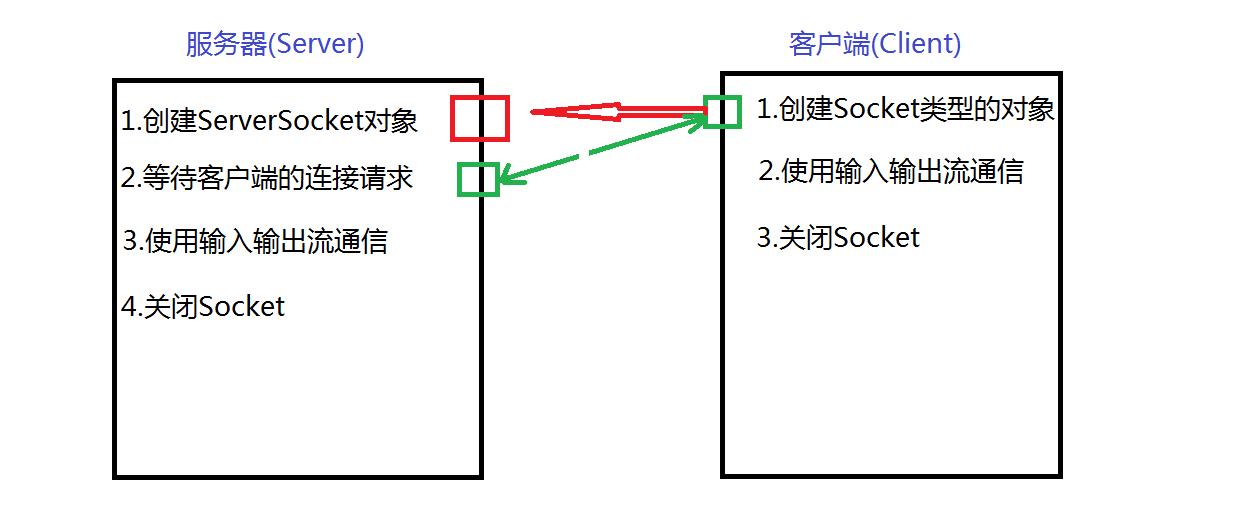 服务器(Server)
1.创建ServerSocket对象
2.等待客户端的连接请求
3.使用输入输出流通信
4.关闭Socket
客户端(Client)
1.创建Socket类型的对象
2.使用输入输出流通信
3.关闭Socket